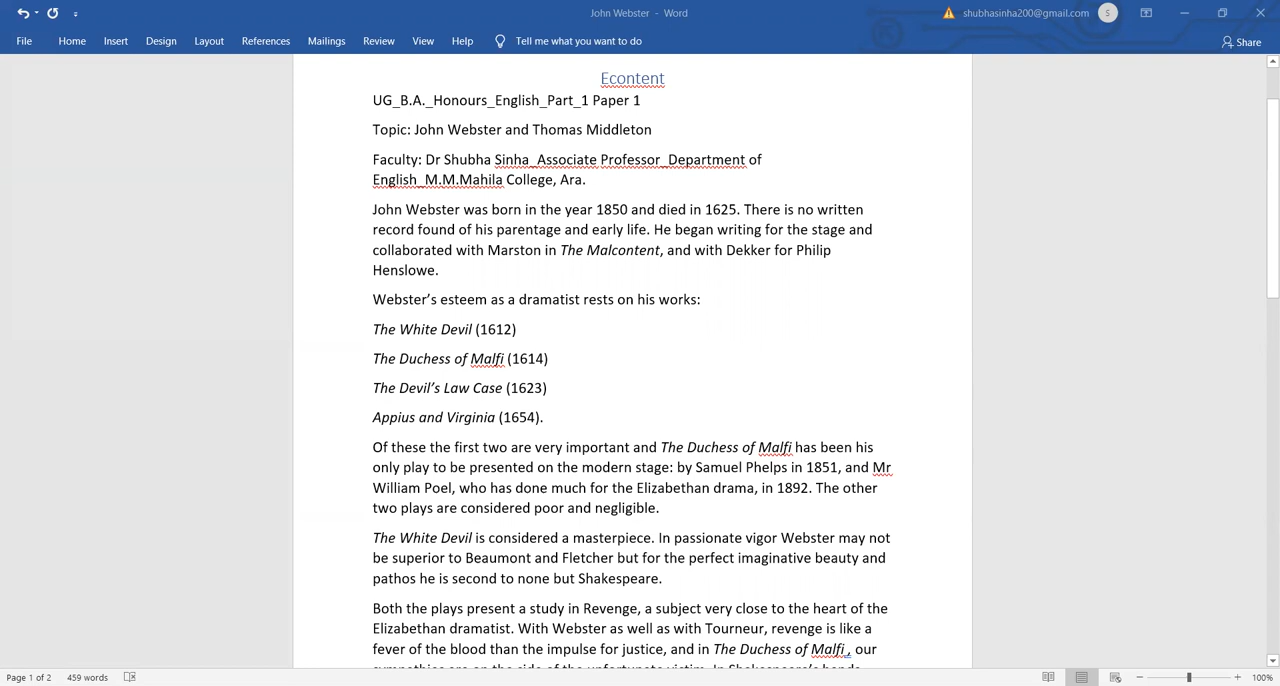 John Webster - Word
shubhasinha200@gmail.com
S
File Home Insert Design Layout References Mailings Review View Help Tell me what you want to do
Share
Econtent
UG_B.A._Honours_English_Part_1 Paper 1
Topic: John Webster and Thomas Middleton
Faculty: Dr Shubha Sinha_Associate Professor_Department of
English_M.M.Mahila College, Ara.
John Webster was born in the year 1850 and died in 1625. There is no written
record found of his parentage and early life. He began writing for the stage and
collaborated with Marston in The Malcontent, and with Dekker for Philip
Henslowe.
Webster’s esteem as a dramatist rests on his works:
The White Devil (1612)
The Duchess of Malfi (1614)
The Devil’s Law Case (1623)
Appius and Virginia (1654).
Of these the first two are very important and The Duchess of Malfi has been his
only play to be presented on the modern stage: by Samuel Phelps in 1851, and Mr
William Poel, who has done much for the Elizabethan drama, in 1892. The other
two plays are considered poor and negligible.
The White Devil is considered a masterpiece. In passionate vigor Webster may not
be superior to Beaumont and Fletcher but for the perfect imaginative beauty and
pathos he is second to none but Shakespeare.
Both the plays present a study in Revenge, a subject very close to the heart of the
Elizabethan dramatist. With Webster as well as with Tourneur, revenge is like a
fever of the blood than the impulse for justice, and in The Duchess of Malfi , our
sympathies are on the side of the unfortunate victim. In Shakespeare's hands
Page 1 of 2 459 words
100%